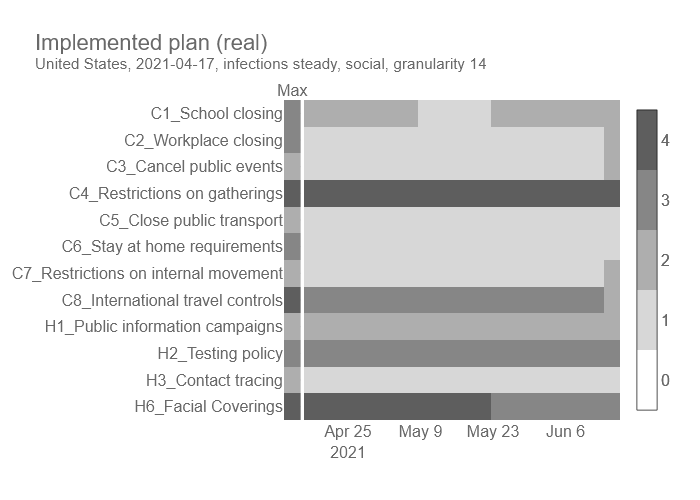 Implemented plan (real)
United States, 2021-04-17, infections steady, social, granularity 14
Max
C1_School closing
C2_Workplace closing
C3_Cancel public events
C4_Restrictions on gatherings
C5_Close public transport
C6_Stay at home requirements
C7_Restrictions on internal movement
C8_International travel controls
H1_Public information campaigns
H2_Testing policy
H3_Contact tracing
H6_Facial Coverings
Apr 25 May 9 May 23 Jun 6
2021
4
3
2
1
0